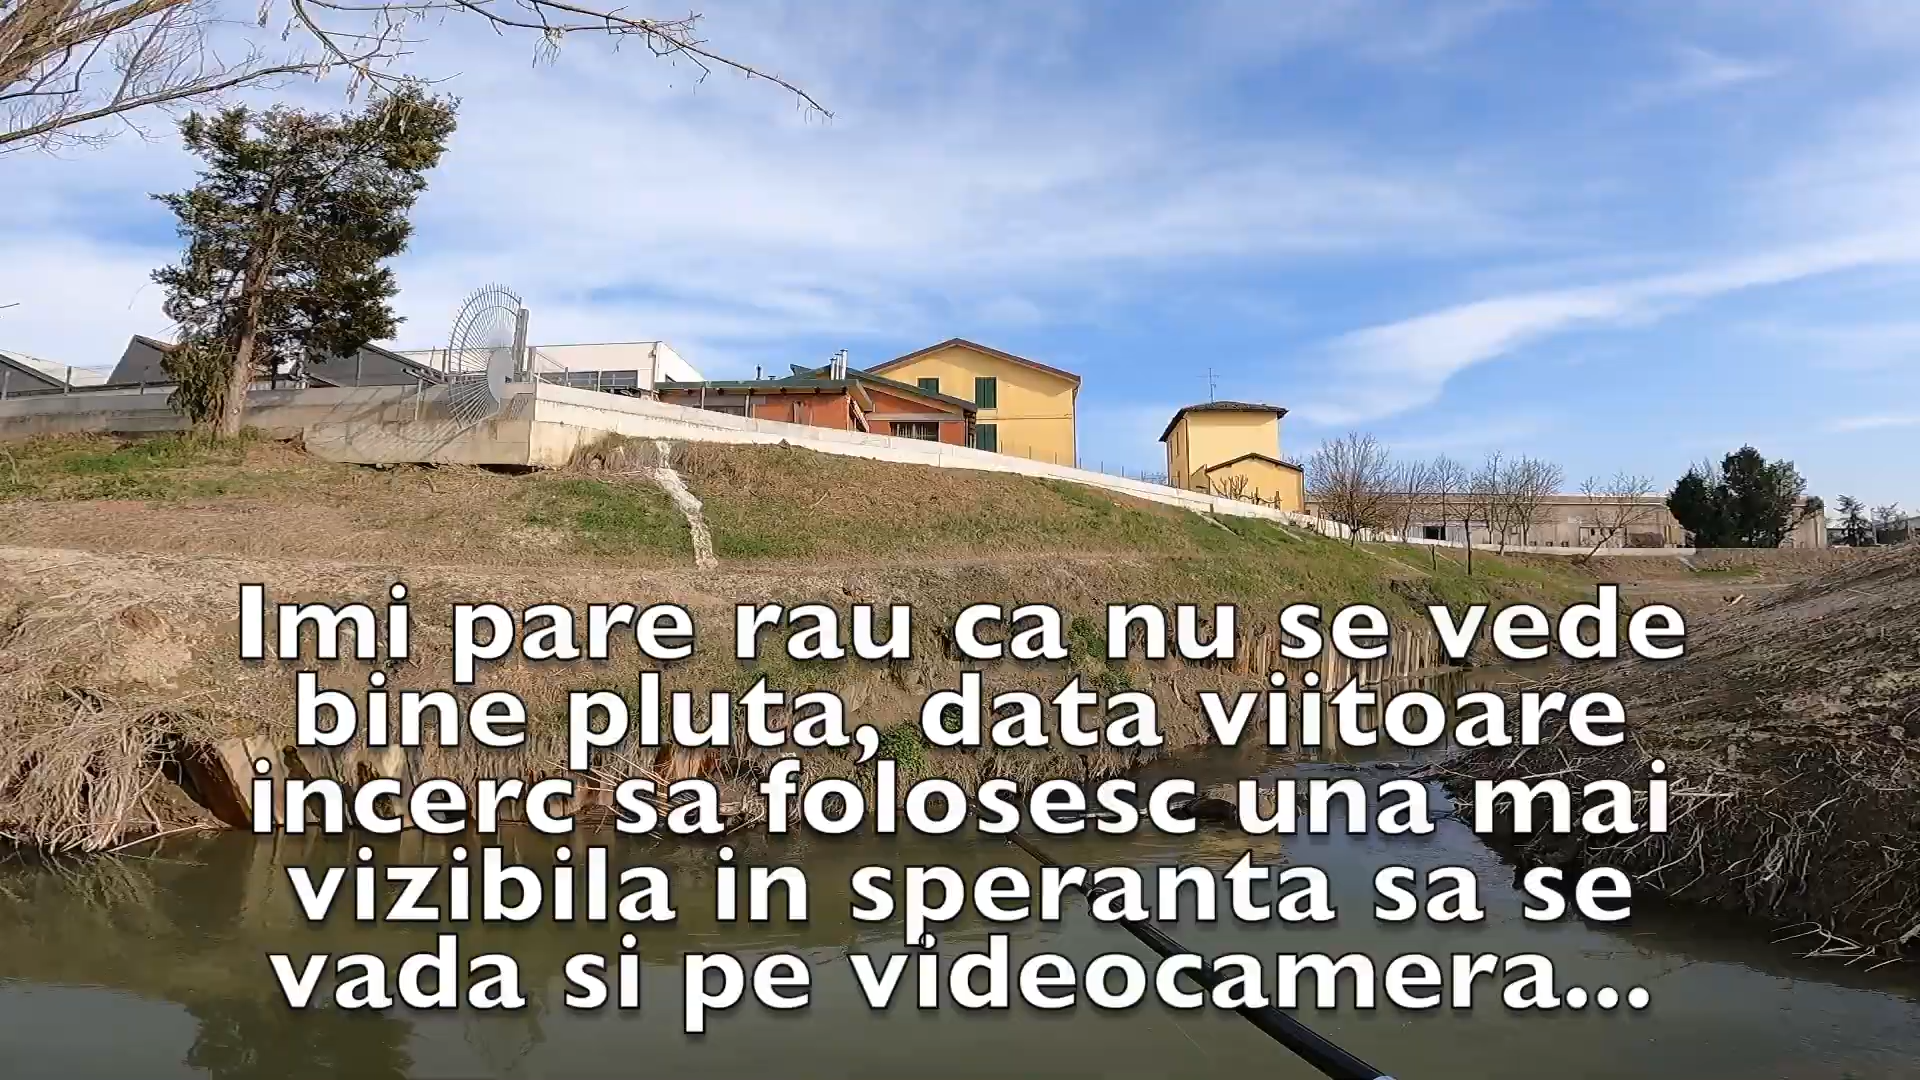 Imi pare rau ca nu se vede
bine pluta, data viitoare
incerc sa folosesc una mai
vizibila in speranta sa se
vada si pe videocamera...